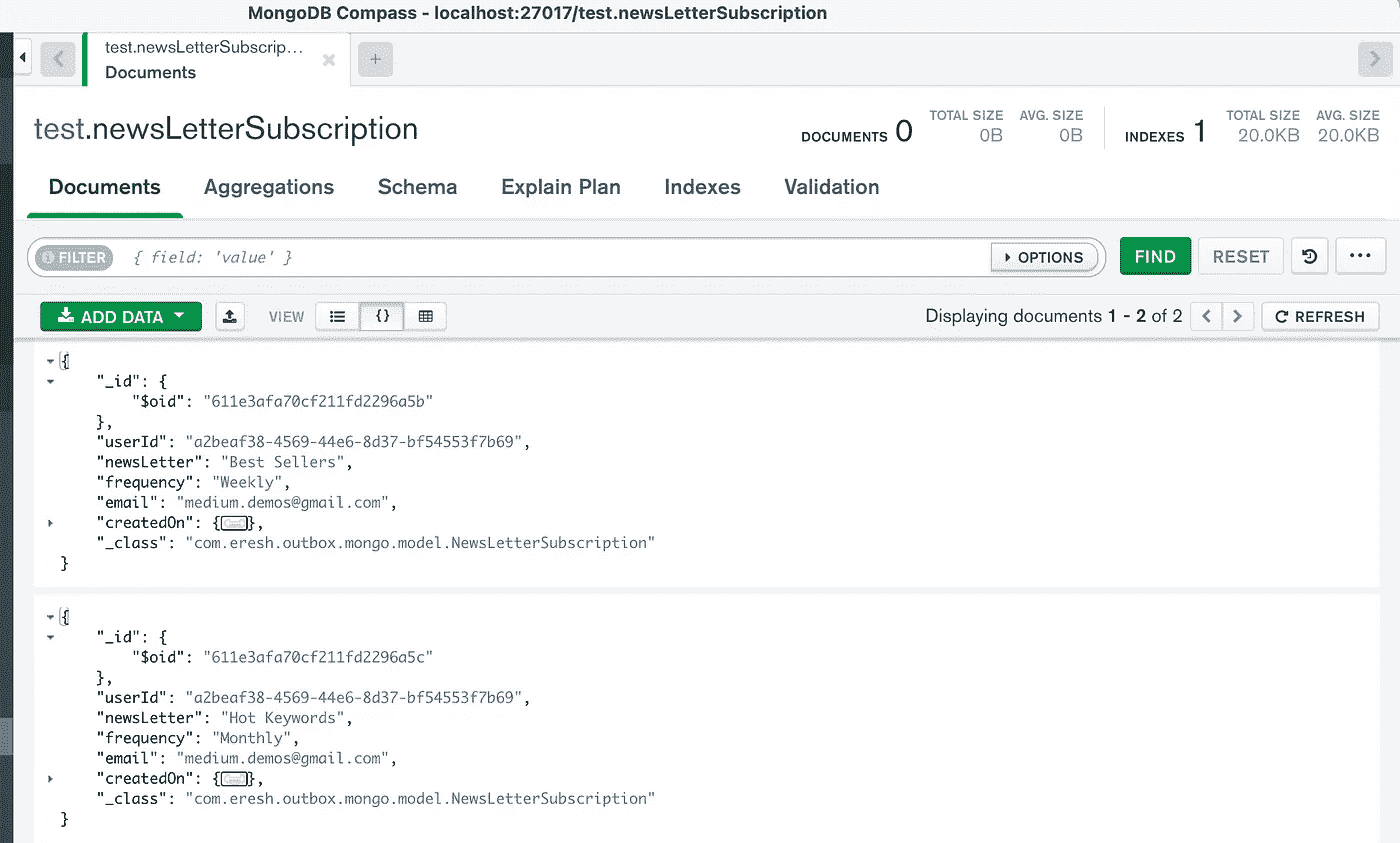 MongoDB Compass - localhost:27017/test.newsLetterSubscription
test.newsLetterSubscrip...
Documents
test.newsLetterSubscription
DOCUMENTS 0 TOTAL SIZE 0B AVG. SIZE 0B INDEXES 1 TOTAL SIZE 20.0KB AVG. SIZE 20.0KB
Documents Aggregations Schema Explain Plan Indexes Validation
FILTER { field: 'value' } OPTIONS FIND RESET
ADD DATA VIEW {} Displaying documents 1 - 2 of 2 REFRESH
{
"_id": {
"$oid": "611e3afa70cf211fd2296a5b"
},
"userId": "a2beaf38-4569-44e6-8d37-bf54553f7b69",
"newsLetter": "Best Sellers",
"frequency": "Weekly",
"email": "medium.demos@gmail.com",
"createdOn": {},
"_class": "com.eresh.outbox.mongo.model.NewsLetterSubscription"
}
{
"_id": {
"$oid": "611e3afa70cf211fd2296a5c"
},
"userId": "a2beaf38-4569-44e6-8d37-bf54553f7b69",
"newsLetter": "Hot Keywords",
"frequency": "Monthly",
"email": "medium.demos@gmail.com",
"createdOn": {},
"_class": "com.eresh.outbox.mongo.model.NewsLetterSubscription"
}